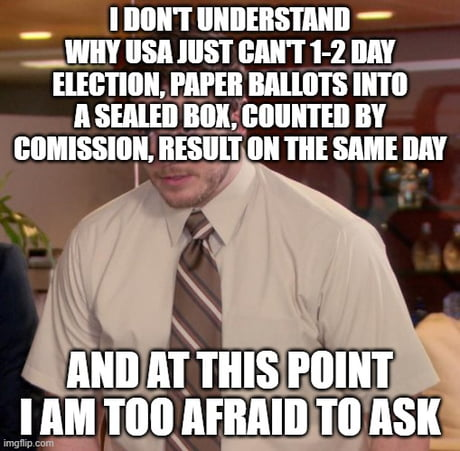 I DON'T UNDERSTAND
WHY USA JUST CAN'T 1-2 DAY
ELECTION, PAPER BALLOTS INTO
A SEALED BOX, COUNTED BY
COMISSION, RESULT ON THE SAME DAY
AND AT THIS POINT
I AM TOO AFRAID TO ASK
imgflip.com